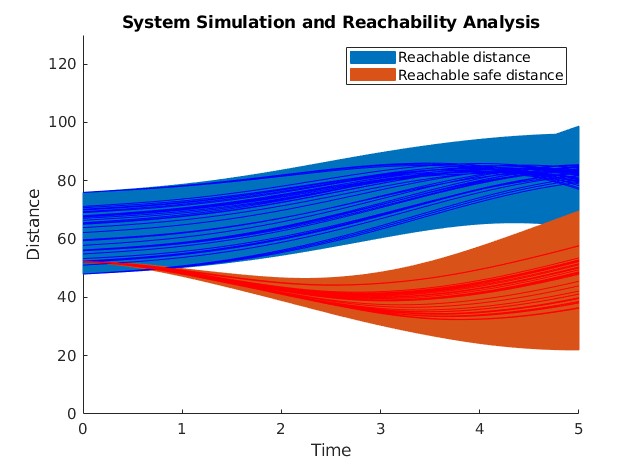 System Simulation and Reachability Analysis
Reachable distance
Reachable safe distance
120
100
80
60
40
20
0
Distance
0 1 2 3 4 5
Time